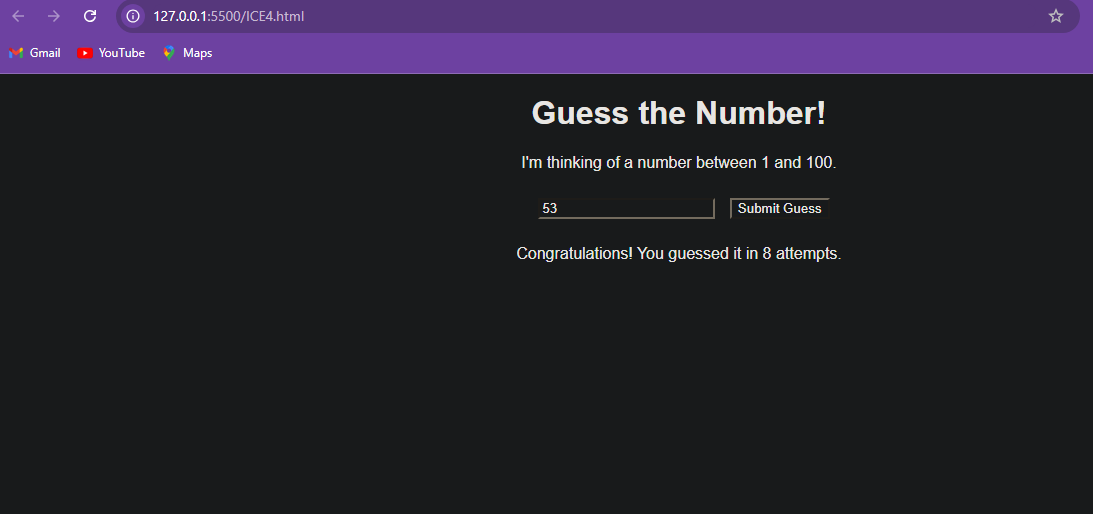 127.0.0.1:5500/ICE4.html
Gmail YouTube Maps
Guess the Number!
I'm thinking of a number between 1 and 100.
53 Submit Guess
Congratulations! You guessed it in 8 attempts.